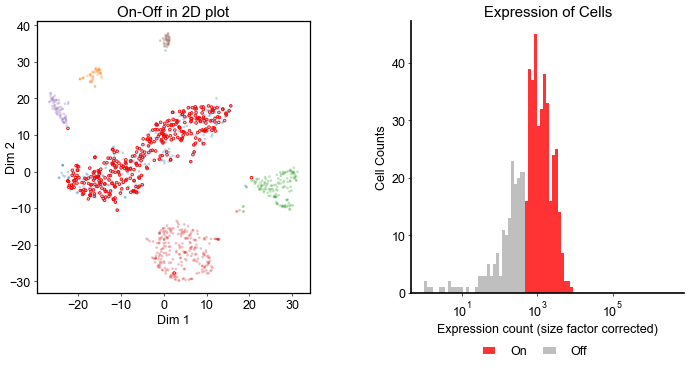 On-Off in 2D plot
Expression of Cells
40
30
20
10
0
−10
−20
−30
Dim 2
−20 −10 0 10 20 30
Dim 1
40
30
20
10
0
Cell Counts
10^1 10^3 10^5
Expression count (size factor corrected)
On Off